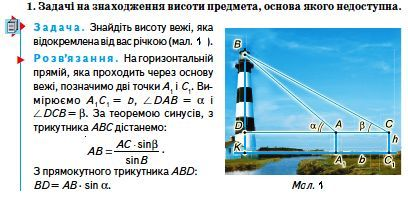 1. Задачі на знаходження висоти предмета, основа якого недоступна.
Задача. Знайдіть висоту вежі, яка
відокремлена від вас річкою (мал. 1 ).
Розв'язання. На горизонтальній
прямій, яка проходить через основу
вежі, позначимо дві точки A₁ і C₁. Ви-
мірюємо A₁C₁ = b, ∠DAB = α і
∠DCB = β. За теоремою синусів, з
трикутника ABC дістанемо:
AB = AC · sinβ / sin B .
З прямокутного трикутника ABD:
BD = AB · sin α.
B
D α A β C
h
K A₁ b C₁
Мал. 1